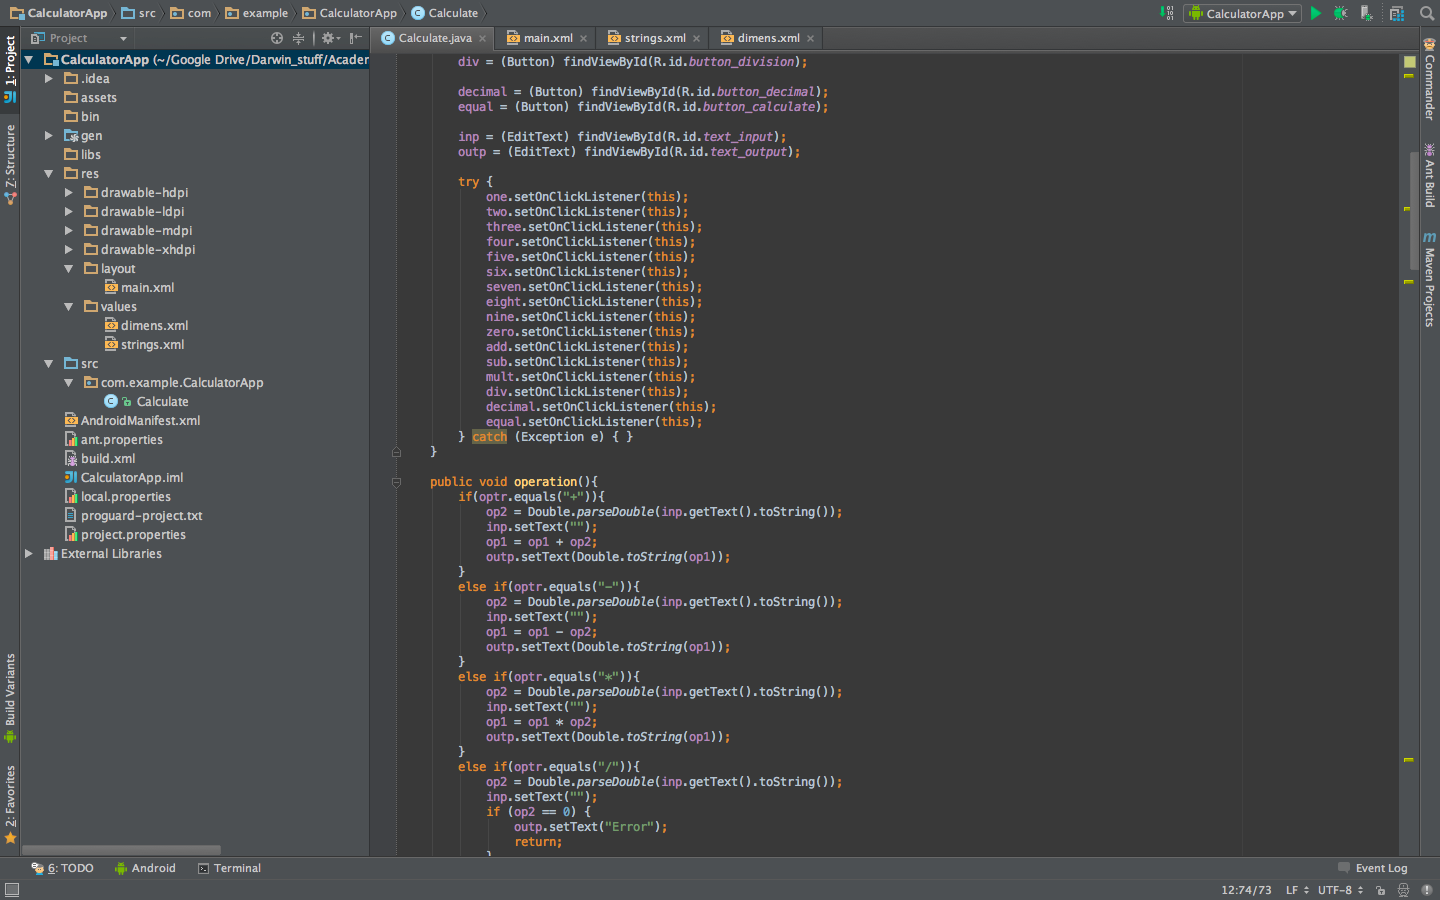 CalculatorApp src com example CalculatorApp Calculate
CalculatorApp
1: Project
Z: Structure
Build Variants
2: Favorites
Project
CalculatorApp (~/Google Drive/Darwin_stuff/Acader
.idea
assets
bin
gen
libs
res
drawable-hdpi
drawable-ldpi
drawable-mdpi
drawable-xhdpi
layout
main.xml
values
dimens.xml
strings.xml
src
com.example.CalculatorApp
Calculate
AndroidManifest.xml
ant.properties
build.xml
CalculatorApp.iml
local.properties
proguard-project.txt
project.properties
External Libraries
Calculate.java main.xml strings.xml dimens.xml
div = (Button) findViewById(R.id.button_division);
decimal = (Button) findViewById(R.id.button_decimal);
equal = (Button) findViewById(R.id.button_calculate);
inp = (EditText) findViewById(R.id.text_input);
outp = (EditText) findViewById(R.id.text_output);
try {
one.setOnClickListener(this);
two.setOnClickListener(this);
three.setOnClickListener(this);
four.setOnClickListener(this);
five.setOnClickListener(this);
six.setOnClickListener(this);
seven.setOnClickListener(this);
eight.setOnClickListener(this);
nine.setOnClickListener(this);
zero.setOnClickListener(this);
add.setOnClickListener(this);
sub.setOnClickListener(this);
mult.setOnClickListener(this);
div.setOnClickListener(this);
decimal.setOnClickListener(this);
equal.setOnClickListener(this);
} catch (Exception e) { }
}
public void operation(){
if(optr.equals("+")){
op2 = Double.parseDouble(inp.getText().toString());
inp.setText("");
op1 = op1 + op2;
outp.setText(Double.toString(op1));
}
else if(optr.equals("-")){
op2 = Double.parseDouble(inp.getText().toString());
inp.setText("");
op1 = op1 - op2;
outp.setText(Double.toString(op1));
}
else if(optr.equals("*")){
op2 = Double.parseDouble(inp.getText().toString());
inp.setText("");
op1 = op1 * op2;
outp.setText(Double.toString(op1));
}
else if(optr.equals("/")){
op2 = Double.parseDouble(inp.getText().toString());
inp.setText("");
if (op2 == 0) {
outp.setText("Error");
return;
}
Commander
Ant Build
Maven Projects
6: TODO Android Terminal Event Log
12:74/73 LF UTF-8